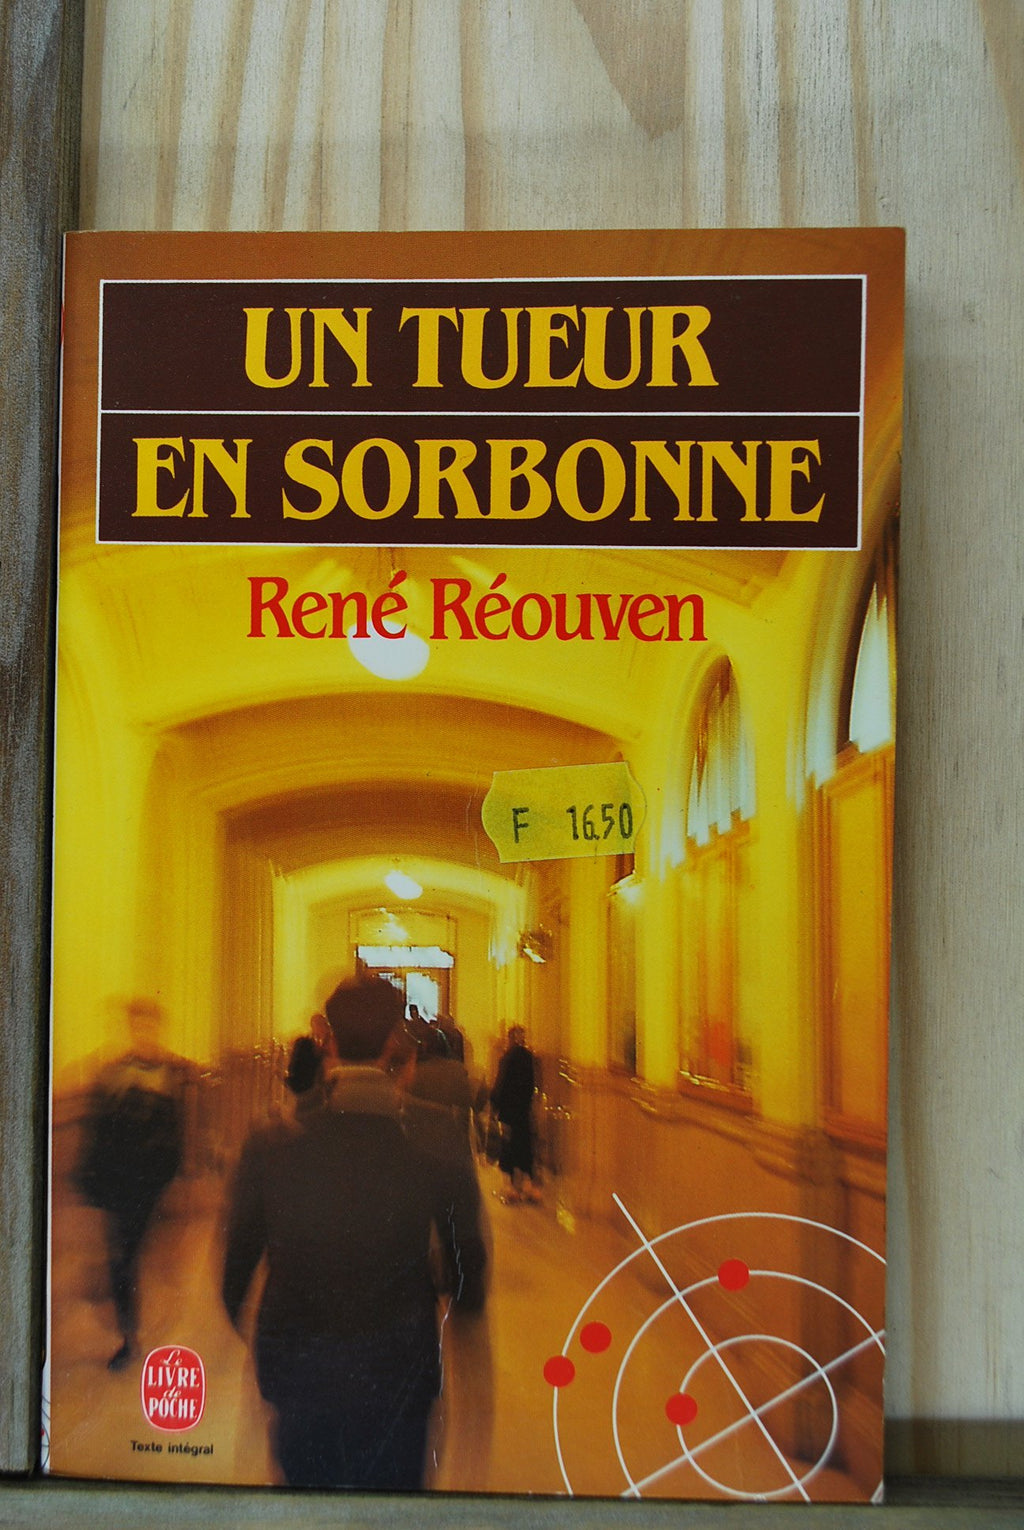 UN TUEUR
EN SORBONNE
René Réouven
F 16.50
Le
LIVRE
de
POCHE
Texte intégral